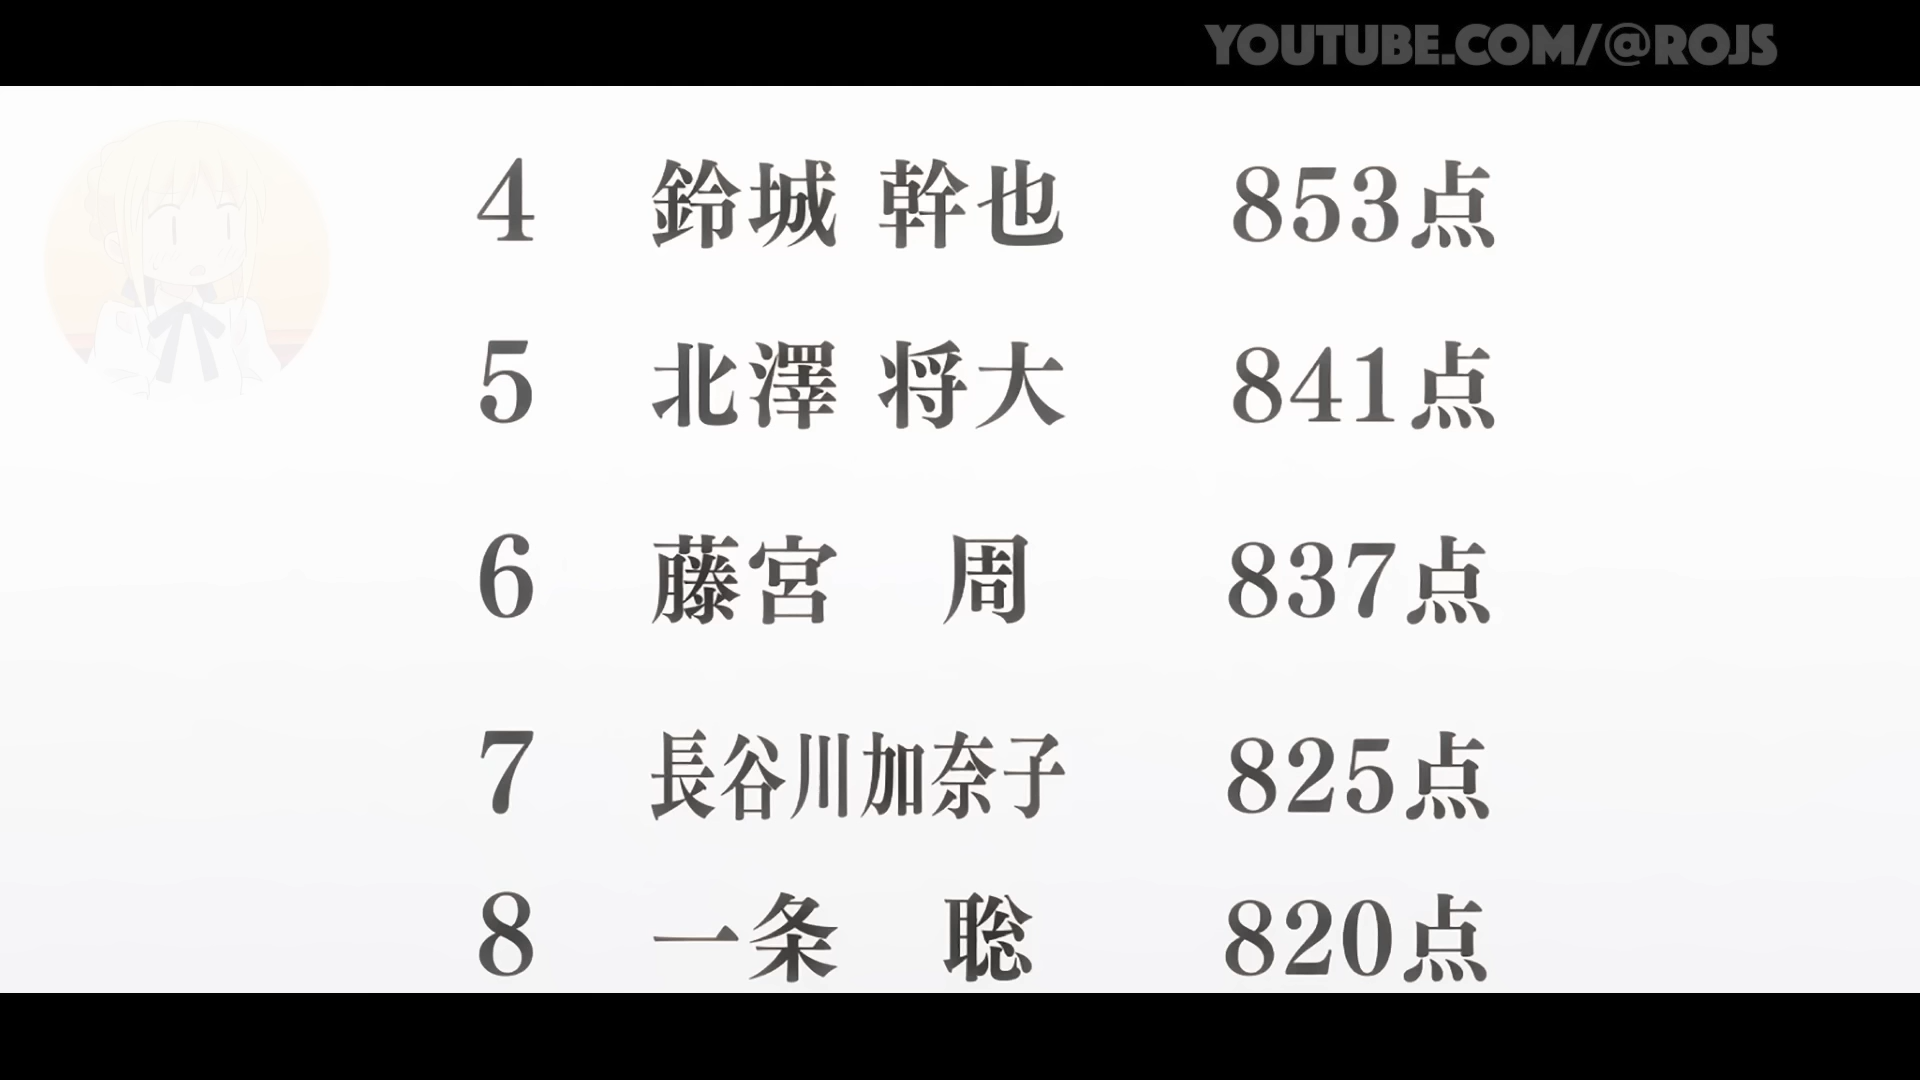 YOUTUBE.COM/@ROJS
4 鈴城 幹也 853点
5 北澤 将大 841点
6 藤宮 周 837点
7 長谷川加奈子 825点
8 一条 聡 820点